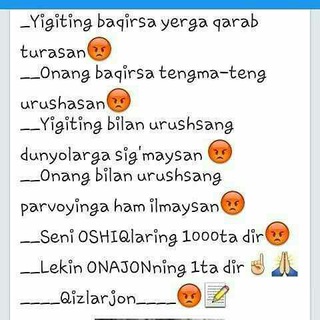 _Yigiting baqirsa yerga qarab
turasan😡
__Onang baqirsa tengma-teng
urushasan😡
__Yigiting bilan urushsang
dunyolarga sig'maysan 😡
__Onang bilan urushsang
parvoyinga ham ilmaysan😡
__Seni OSHIQlaring 1000ta dir😡
__Lekin ONAJONning 1ta dir☝🙏
____Qizlarjon____😡📝